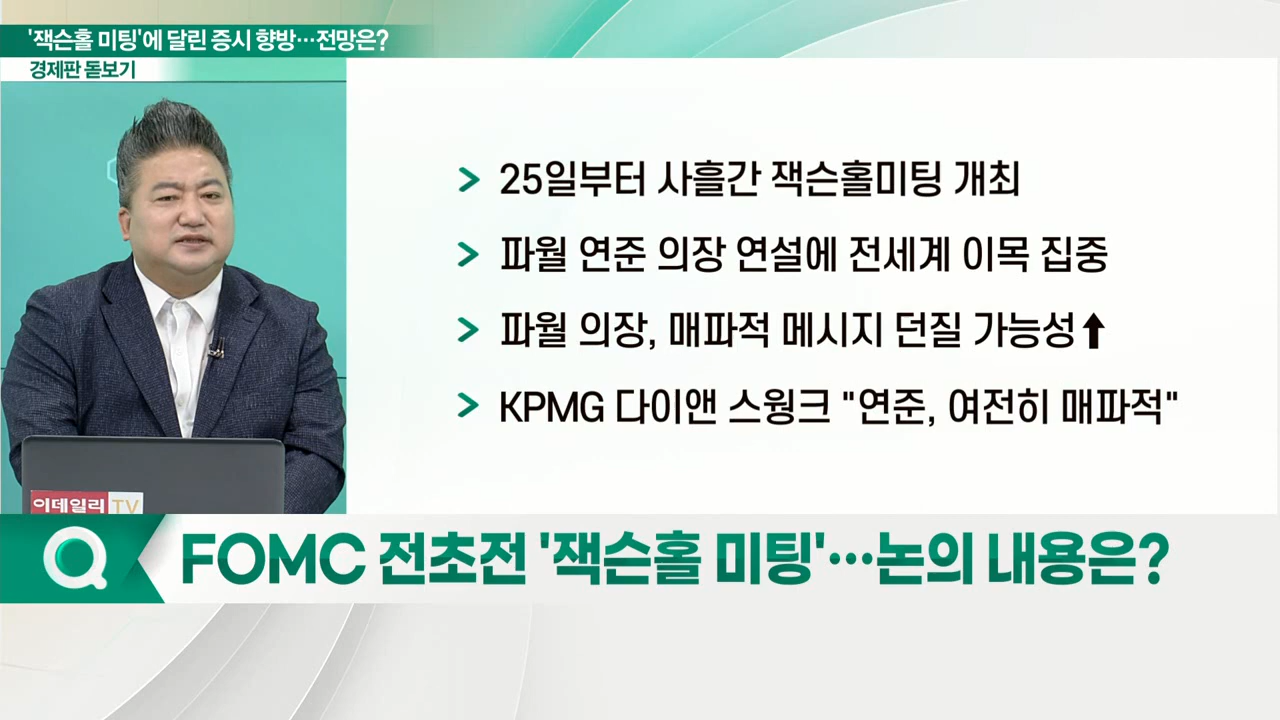 '잭슨홀 미팅'에 달린 증시 향방…전망은?
경제판 돋보기
> 25일부터 사흘간 잭슨홀미팅 개최
> 파월 연준 의장 연설에 전세계 이목 집중
> 파월 의장, 매파적 메시지 던질 가능성⬆
> KPMG 다이앤 스웡크 "연준, 여전히 매파적"
이데일리 TV
FOMC 전초전 '잭슨홀 미팅'…논의 내용은?